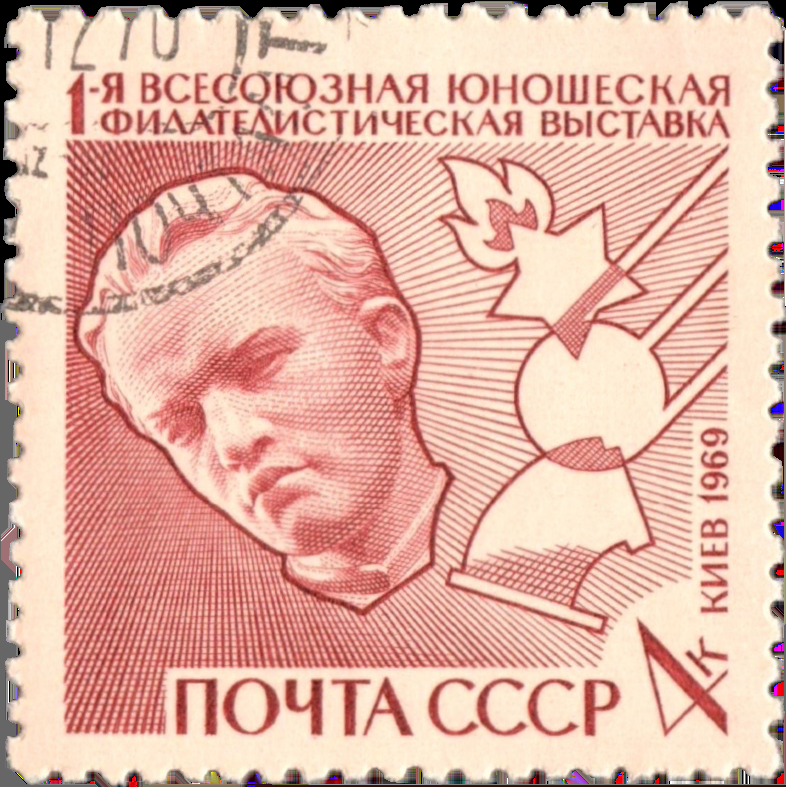 1-Я ВСЕСОЮЗНАЯ ЮНОШЕСКАЯ
ФИЛАТЕЛИСТИЧЕСКАЯ ВЫСТАВКА
КИЕВ 1969
4к
ПОЧТА СССР